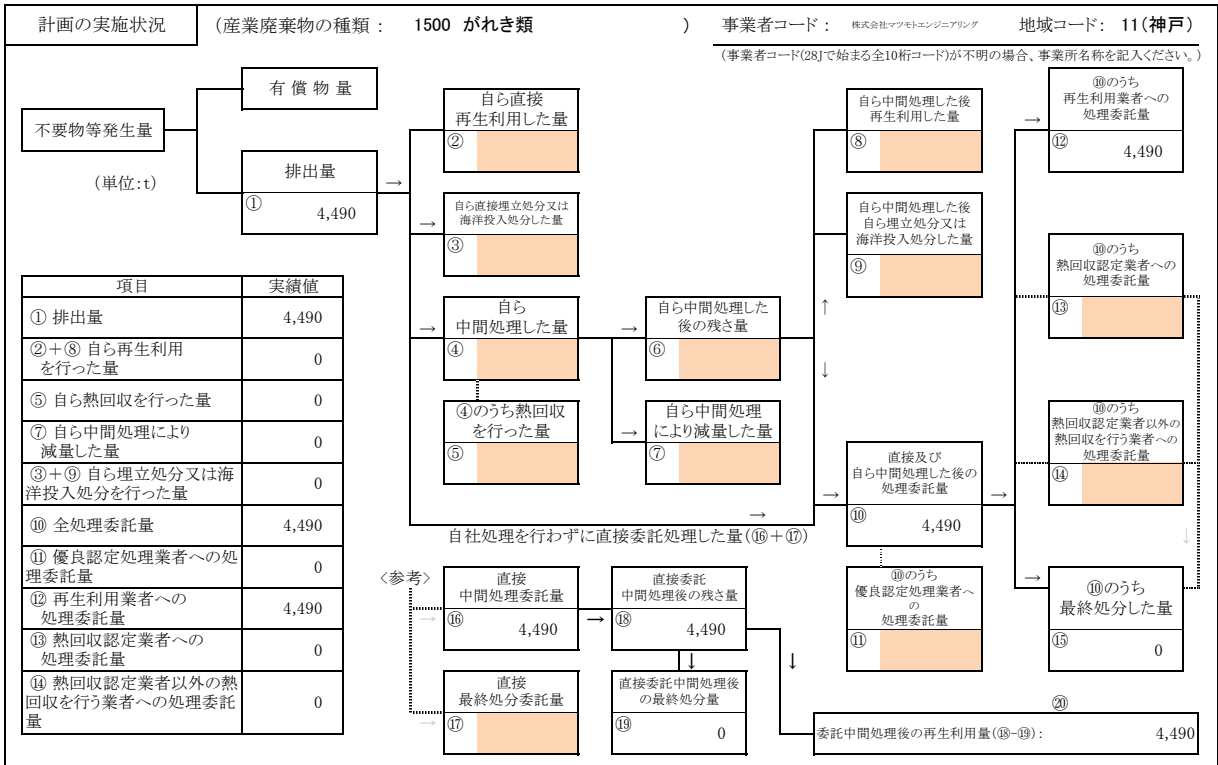 計画の実施状況
(産業廃棄物の種類： 1500 がれき類 )
事業者コード： 株式会社マツモトエンジニアリング 地域コード： 11(神戸)
(事業者コード(28Jで始まる全10桁コード)が不明の場合、事業所名称を記入ください。)
不要物等発生量
(単位:t)
有償物量
排出量
① 4,490
→
自ら直接
再生利用した量
②
→
自ら直接埋立処分又は
海洋投入処分した量
③
→
自ら
中間処理した量
④
④のうち熱回収
を行った量
⑤
→
自ら中間処理した
後の残さ量
⑥
→
自ら中間処理
により減量した量
⑦
自ら中間処理した後
再生利用した量
⑧
自ら中間処理した後
自ら埋立処分又は
海洋投入処分した量
⑨
↑
↓
→
→
自社処理を行わずに直接委託処理した量(⑯+⑰)
直接及び
自ら中間処理した後の
処理委託量
⑩ 4,490
→
⑩のうち
優良認定処理業者へ
の
処理委託量
⑪
→
⑩のうち
再生利用業者への
処理委託量
⑫ 4,490
⑩のうち
熱回収認定業者への
処理委託量
⑬
⑩のうち
熱回収認定業者以外の
熱回収を行う業者への
処理委託量
⑭
↓
→
⑩のうち
最終処分した量
⑮ 0
項目 実績値
① 排出量 4,490
②+⑧ 自ら再生利用
を行った量 0
⑤ 自ら熱回収を行った量 0
⑦ 自ら中間処理により
減量した量 0
③+⑨ 自ら埋立処分又は海
洋投入処分を行った量 0
⑩ 全処理委託量 4,490
⑪ 優良認定処理業者への処
理委託量 0
⑫ 再生利用業者への
処理委託量 4,490
⑬ 熱回収認定業者への
処理委託量 0
⑭ 熱回収認定業者以外の熱
回収を行う業者への処理委託
量 0
〈参考〉
→
直接
中間処理委託量
⑯ 4,490
→
直接委託
中間処理後の残さ量
⑱ 4,490
→
直接
最終処分委託量
⑰
↓
直接委託中間処理後
の最終処分量
⑲ 0
↓
⑳
委託中間処理後の再生利用量(⑱-⑲)： 4,490